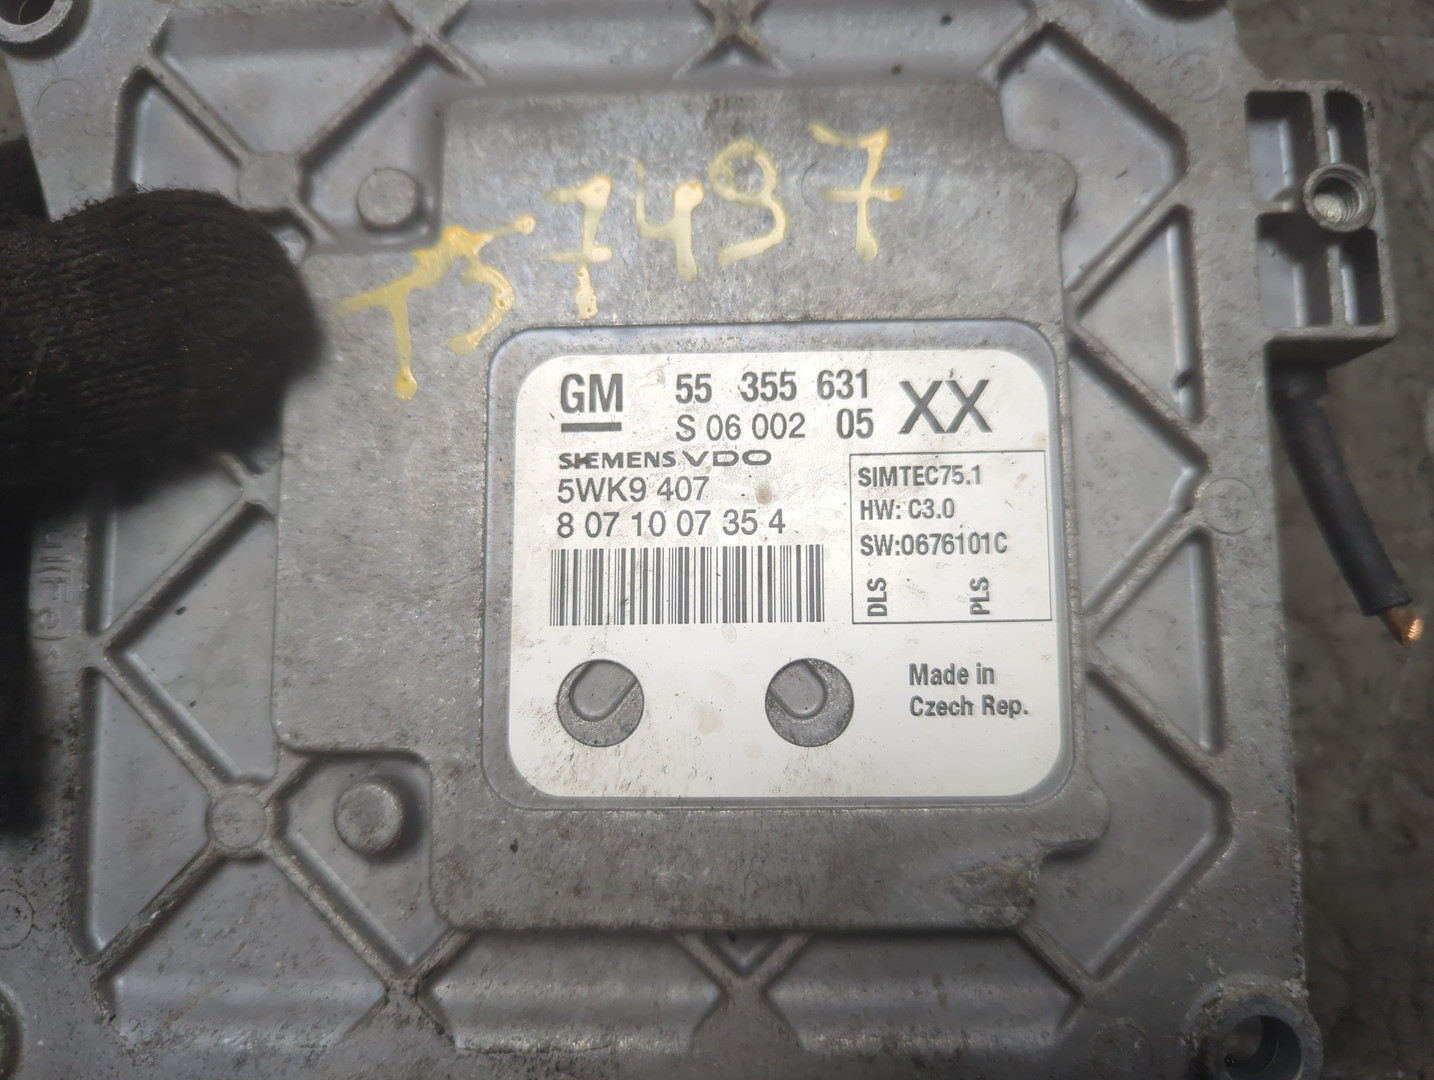 T51497
GM 55 355 631 XX
S 06 002 05
SIEMENS VDO
5WK9 407
8 07 10 07 35 4
SIMTEC75.1
HW: C3.0
SW:0676101C
DLS PLS
Made in
Czech Rep.